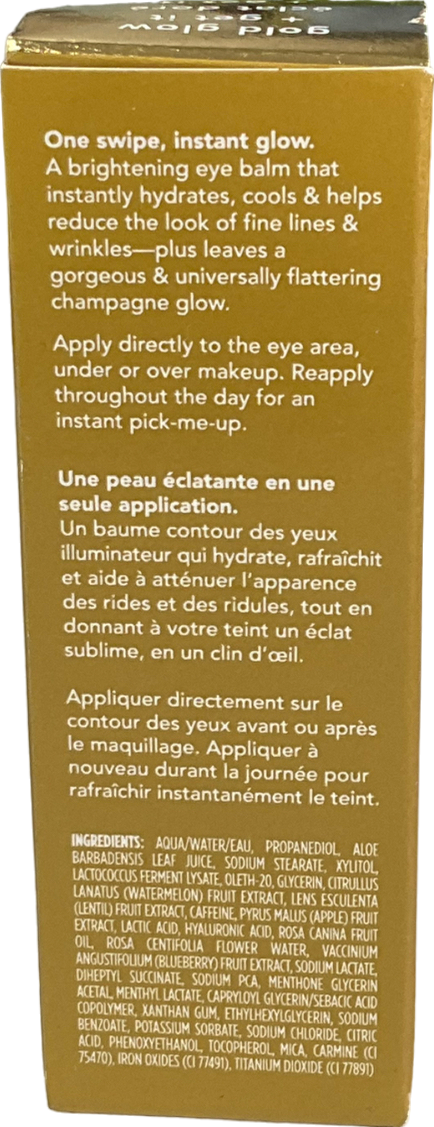 gold glow
+ get it
éclat doré
One swipe, instant glow.
A brightening eye balm that
instantly hydrates, cools & helps
reduce the look of fine lines &
wrinkles—plus leaves a
gorgeous & universally flattering
champagne glow.
Apply directly to the eye area,
under or over makeup. Reapply
throughout the day for an
instant pick-me-up.
Une peau éclatante en une
seule application.
Un baume contour des yeux
illuminateur qui hydrate, rafraîchit
et aide à atténuer l'apparence
des rides et des ridules, tout en
donnant à votre teint un éclat
sublime, en un clin d'œil.
Appliquer directement sur le
contour des yeux avant ou après
le maquillage. Appliquer à
nouveau durant la journée pour
rafraîchir instantanément le teint.
INGREDIENTS: AQUA/WATER/EAU, PROPANEDIOL, ALOE
BARBADENSIS LEAF JUICE, SODIUM STEARATE, XYLITOL,
LACTOCOCCUS FERMENT LYSATE, OLETH-20, GLYCERIN, CITRULLUS
LANATUS (WATERMELON) FRUIT EXTRACT, LENS ESCULENTA
(LENTIL) FRUIT EXTRACT, CAFFEINE, PYRUS MALUS (APPLE) FRUIT
EXTRACT, LACTIC ACID, HYALURONIC ACID, ROSA CANINA FRUIT
OIL, ROSA CENTIFOLIA FLOWER WATER, VACCINIUM
ANGUSTIFOLIUM (BLUEBERRY) FRUIT EXTRACT, SODIUM LACTATE,
DIHEPTYL SUCCINATE, SODIUM PCA, MENTHONE GLYCERIN
ACETAL, MENTHYL LACTATE, CAPRYLOYL GLYCERIN/SEBACIC ACID
COPOLYMER, XANTHAN GUM, ETHYLHEXYLGLYCERIN, SODIUM
BENZOATE, POTASSIUM SORBATE, SODIUM CHLORIDE, CITRIC
ACID, PHENOXYETHANOL, TOCOPHEROL, MICA, CARMINE (CI
75470), IRON OXIDES (CI 77491), TITANIUM DIOXIDE (CI 77891)